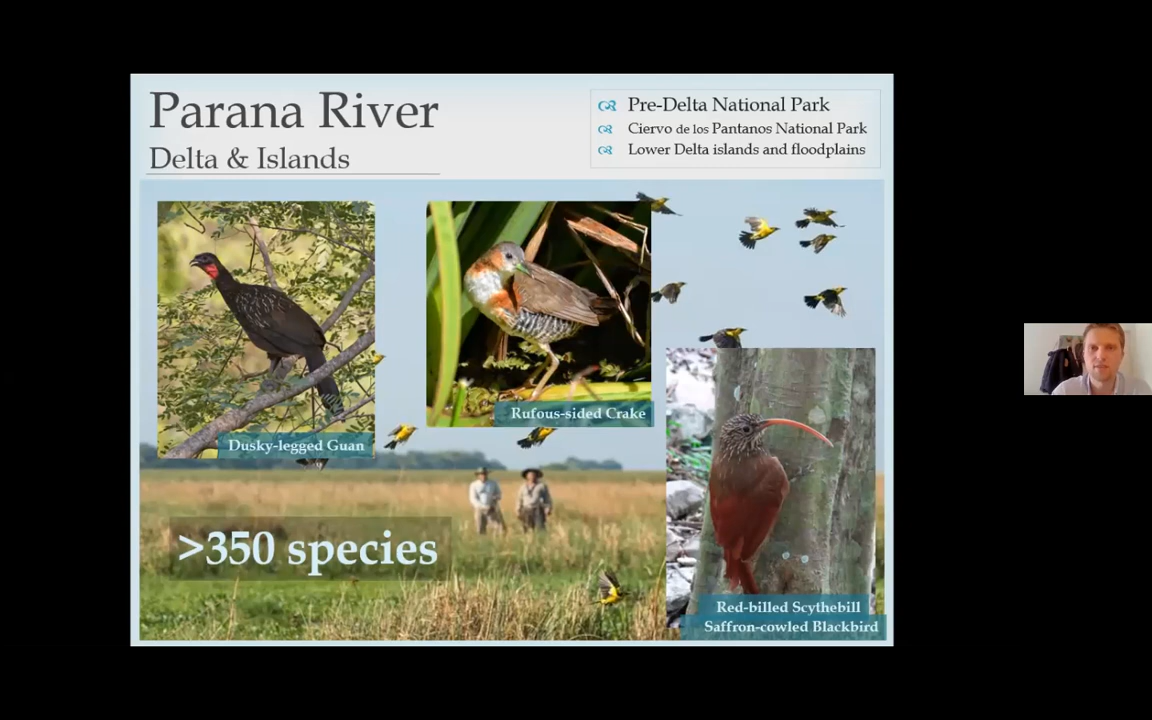 Parana River
Delta & Islands
Pre-Delta National Park
Ciervo de los Pantanos National Park
Lower Delta islands and floodplains
Dusky-legged Guan
Rufous-sided Crake
>350 species
Red-billed Scythebill
Saffron-cowled Blackbird